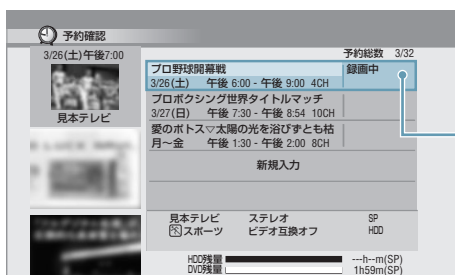 予約確認
3/26(土)午後7:00
見本テレビ
予約総数 3/32
プロ野球開幕戦 録画中
3/26(土) 午後 6:00 - 午後 9:00 4CH
プロボクシング世界タイトルマッチ
3/27(日) 午後 7:30 - 午後 8:54 10CH
愛のボトス▽太陽の光を浴びずとも枯
月〜金 午後 1:30 - 午後 2:00 8CH
新規入力
見本テレビ ステレオ SP
スポーツ ビデオ互換オフ HDD
HDD残量 ---h--m(SP)
DVD残量 1h59m(SP)